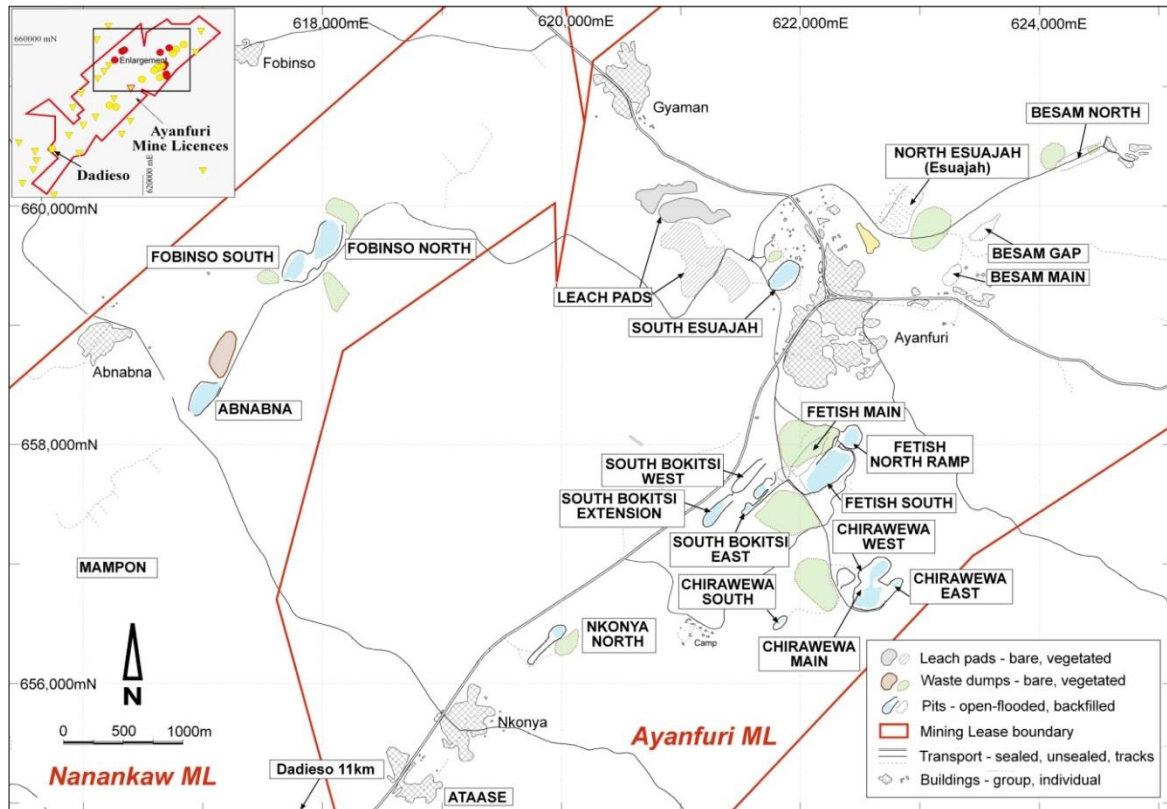 618,000mE
620,000mE
622,000mE
624,000mE
660000 mN
Enlargement
Ayanfuri
Mine Licences
Dadieso
620000 mE
Fobinso
Gyaman
BESAM NORTH
NORTH ESUAJAH
(Esuajah)
660,000mN
FOBINSO SOUTH
FOBINSO NORTH
BESAM GAP
BESAM MAIN
LEACH PADS
SOUTH ESUAJAH
Ayanfuri
Abnabna
ABNABNA
FETISH MAIN
658,000mN
FETISH
NORTH RAMP
SOUTH BOKITSI
WEST
SOUTH BOKITSI
EXTENSION
FETISH SOUTH
SOUTH BOKITSI
EAST
CHIRAWEWA
WEST
MAMPON
CHIRAWEWA
SOUTH
CHIRAWEWA
EAST
NKONYA
NORTH
Camp
CHIRAWEWA
MAIN
N
656,000mN
0 500 1000m
Nkonya
Ayanfuri ML
Nanankaw ML
Dadieso 11km
ATAASE
Leach pads - bare, vegetated
Waste dumps - bare, vegetated
Pits - open-flooded, backfilled
Mining Lease boundary
Transport - sealed, unsealed, tracks
Buildings - group, individual